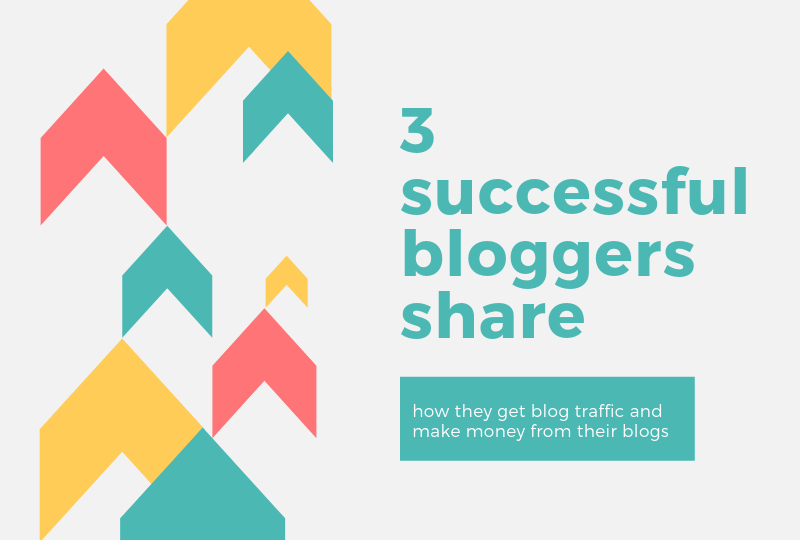 3
successful
bloggers
share
how they get blog traffic and
make money from their blogs